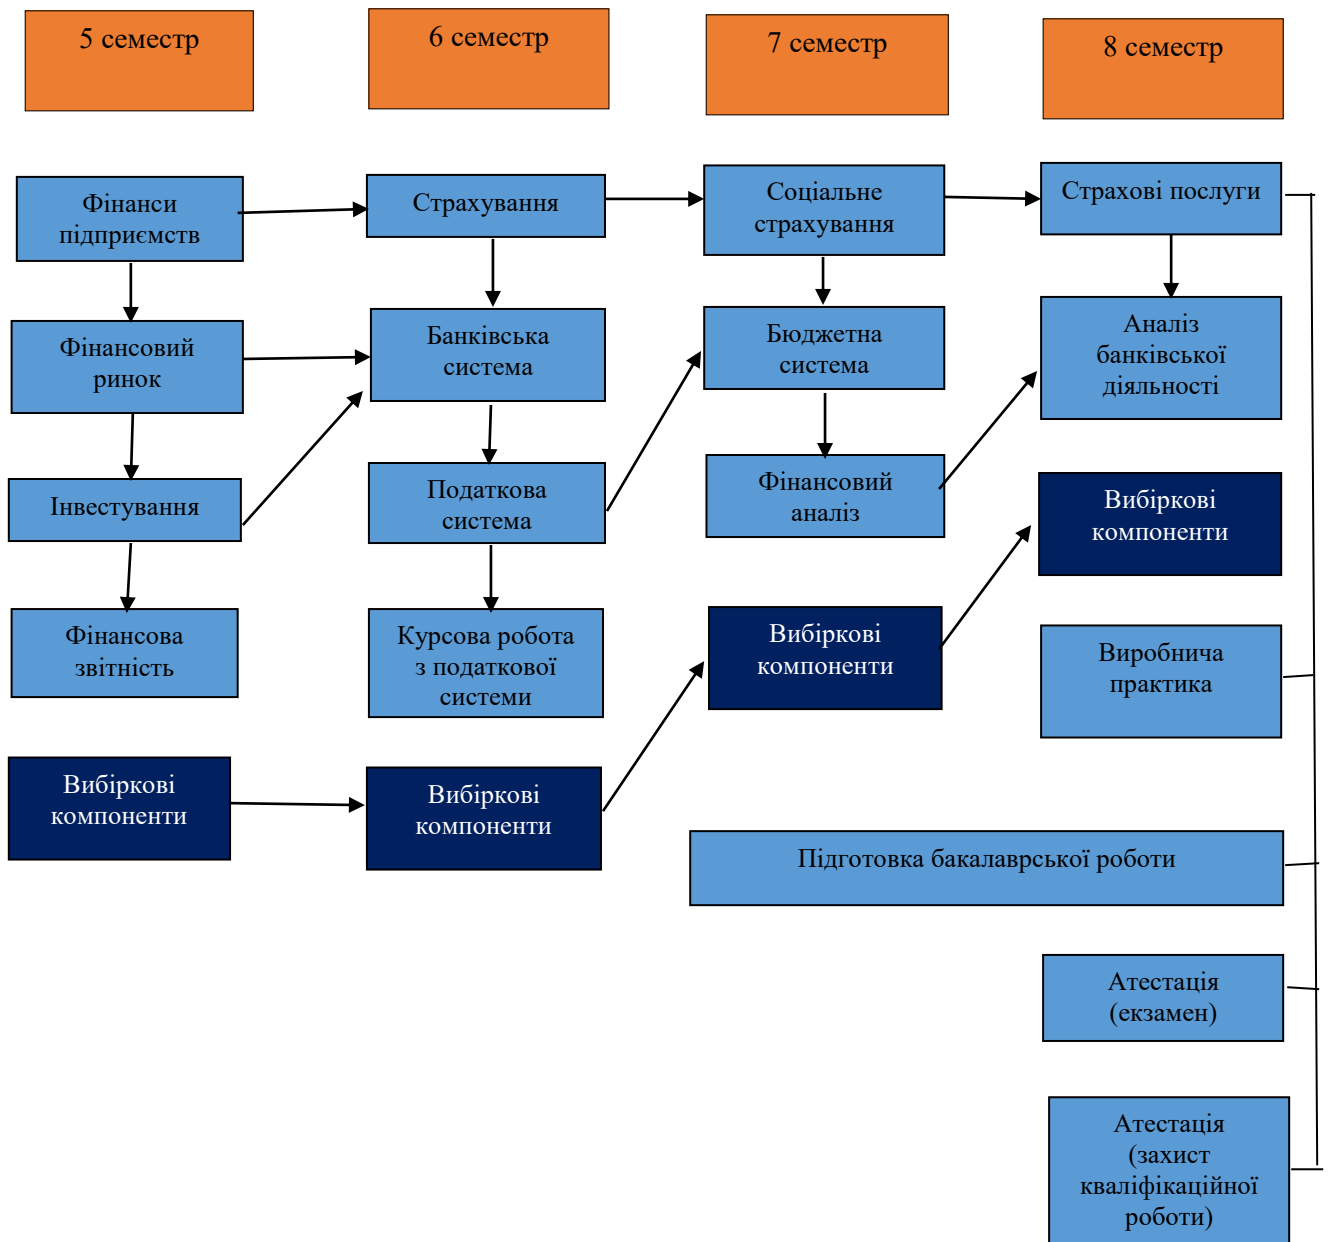 5 семестр
6 семестр
7 семестр
8 семестр
Фінанси
підприємств
Страхування
Соціальне
страхування
Страхові послуги
Фінансовий
ринок
Банківська
система
Бюджетна
система
Аналіз
банківської
діяльності
Інвестування
Податкова
система
Фінансовий
аналіз
Вибіркові
компоненти
Фінансова
звітність
Курсова робота
з податкової
системи
Вибіркові
компоненти
Виробнича
практика
Вибіркові
компоненти
Вибіркові
компоненти
Підготовка бакалаврської роботи
Атестація
(екзамен)
Атестація
(захист
кваліфікаційної
роботи)